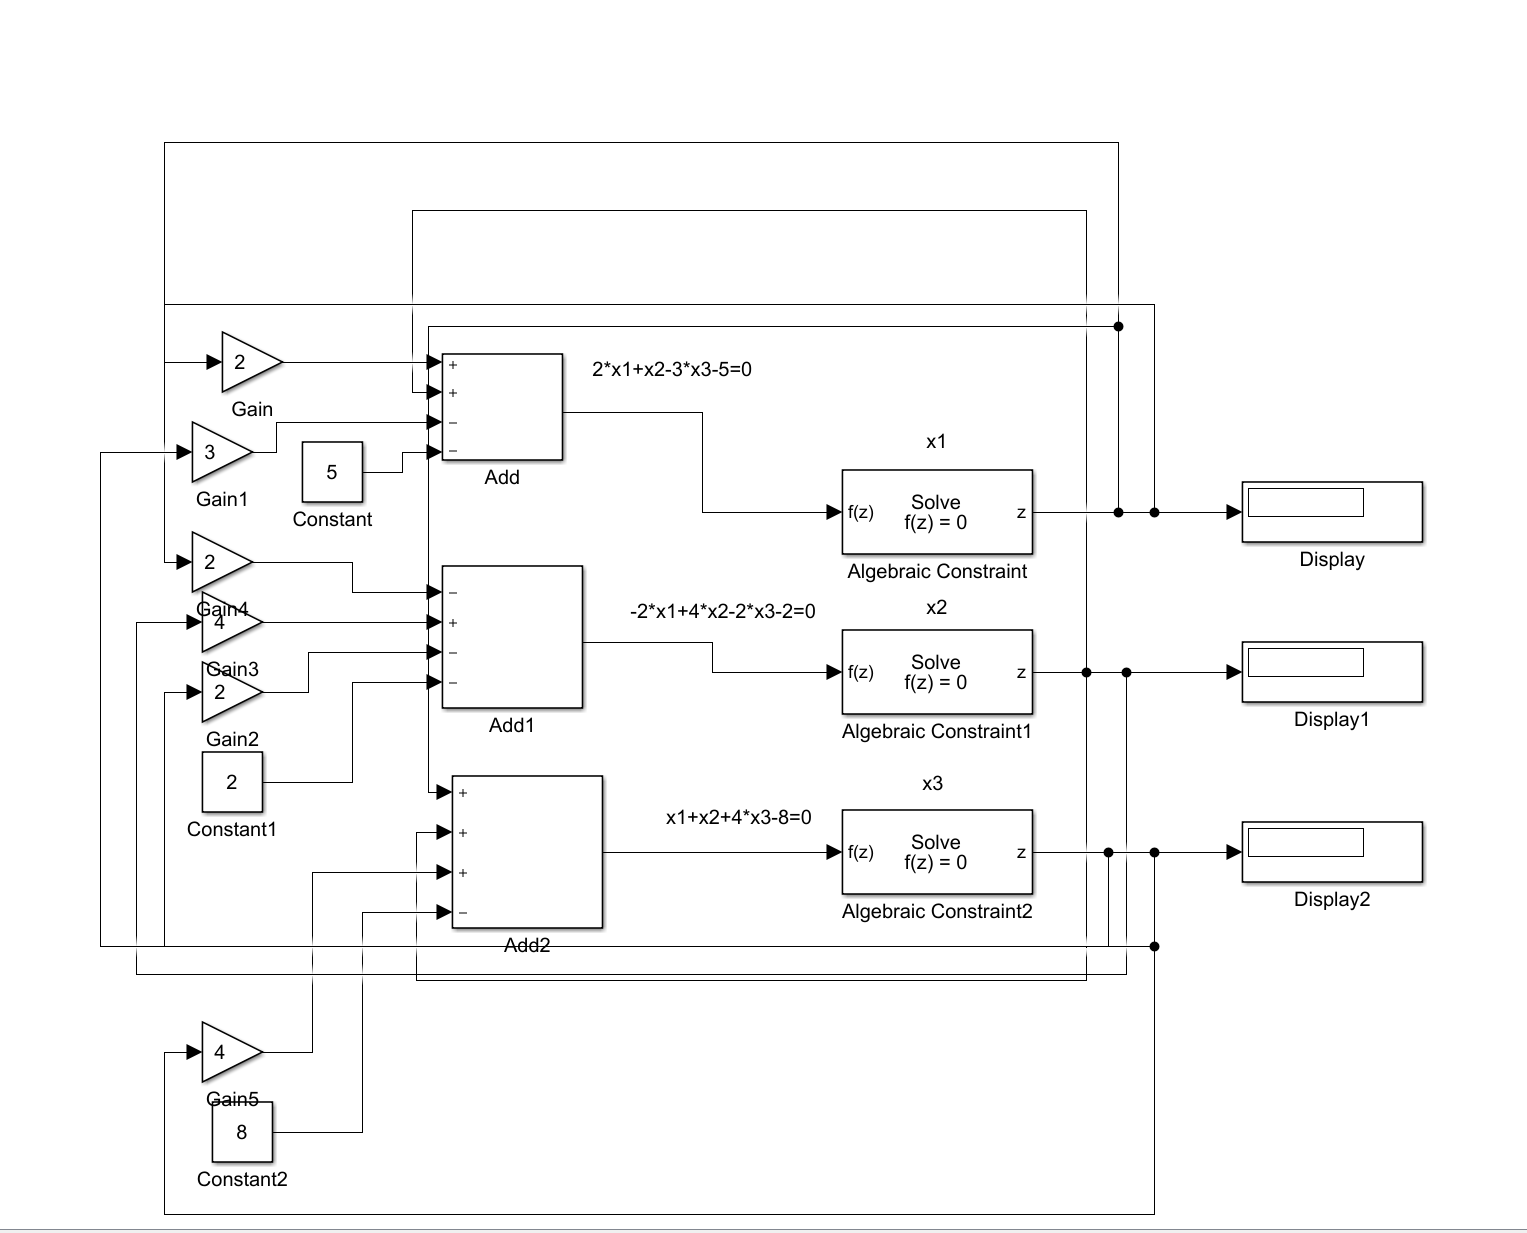 2
+
+
−
−
2*x1+x2-3*x3-5=0
Gain
3
Gain1
5
Constant
Add
x1
f(z)
Solve
f(z) = 0
z
Algebraic Constraint
Display
2
Gain4
4
Gain3
2
Gain2
−
+
−
−
Add1
-2*x1+4*x2-2*x3-2=0
x2
f(z)
Solve
f(z) = 0
z
Algebraic Constraint1
Display1
2
Constant1
+
+
+
−
Add2
x1+x2+4*x3-8=0
x3
f(z)
Solve
f(z) = 0
z
Algebraic Constraint2
Display2
4
Gain5
8
Constant2